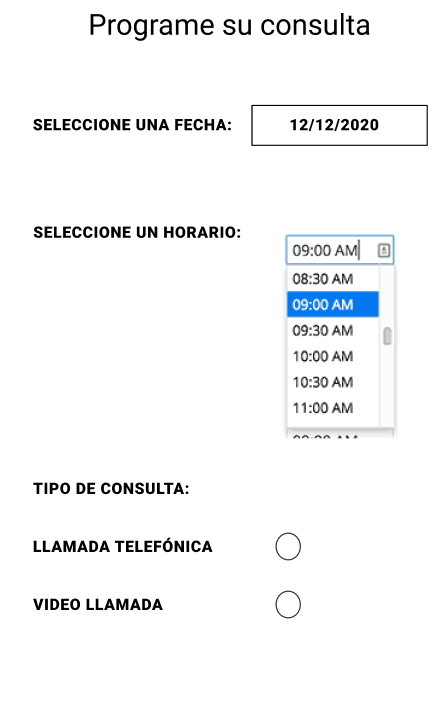 Programe su consulta
SELECCIONE UNA FECHA: 12/12/2020
SELECCIONE UN HORARIO:
09:00 AM
08:30 AM
09:00 AM
09:30 AM
10:00 AM
10:30 AM
11:00 AM
TIPO DE CONSULTA:
LLAMADA TELEFÓNICA
VIDEO LLAMADA